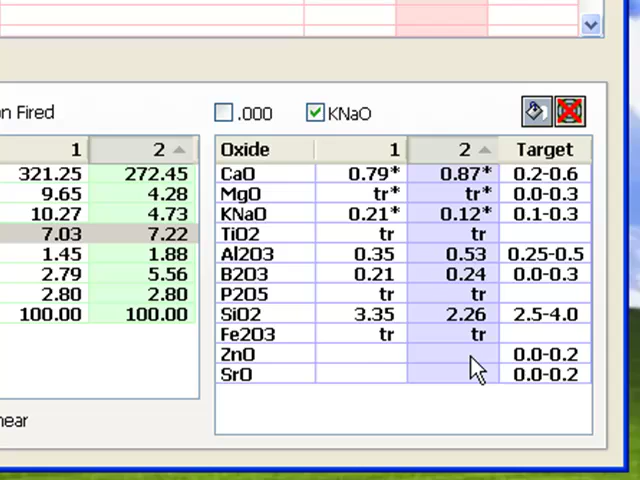 n Fired
.000 KNaO
1 2
321.25 272.45
9.65 4.28
10.27 4.73
7.03 7.22
1.45 1.88
2.79 5.56
2.80 2.80
100.00 100.00
near
Oxide 1 2 Target
CaO 0.79* 0.87* 0.2-0.6
MgO tr* tr* 0.0-0.3
KNaO 0.21* 0.12* 0.1-0.3
TiO2 tr tr
Al2O3 0.35 0.53 0.25-0.5
B2O3 0.21 0.24 0.0-0.3
P2O5 tr tr
SiO2 3.35 2.26 2.5-4.0
Fe2O3 tr tr
ZnO 0.0-0.2
SrO 0.0-0.2